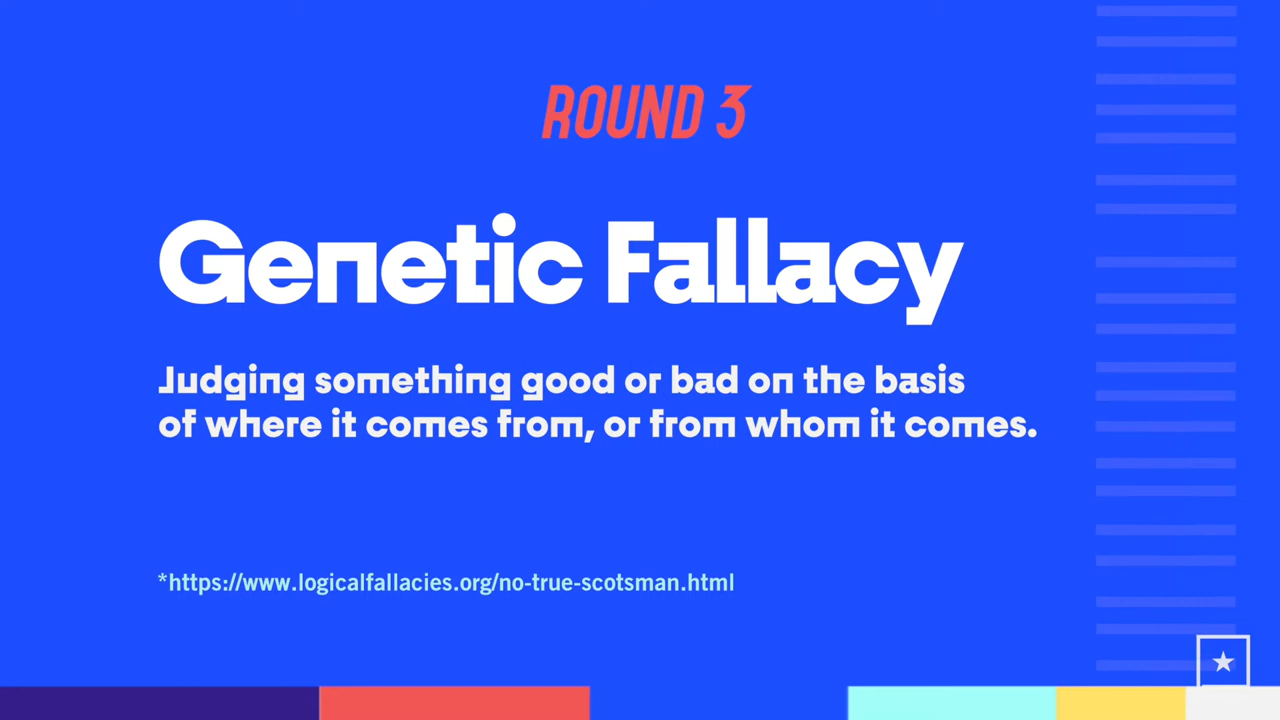 ROUND 3
Genetic Fallacy
Judging something good or bad on the basis
of where it comes from, or from whom it comes.
*https://www.logicalfallacies.org/no-true-scotsman.html